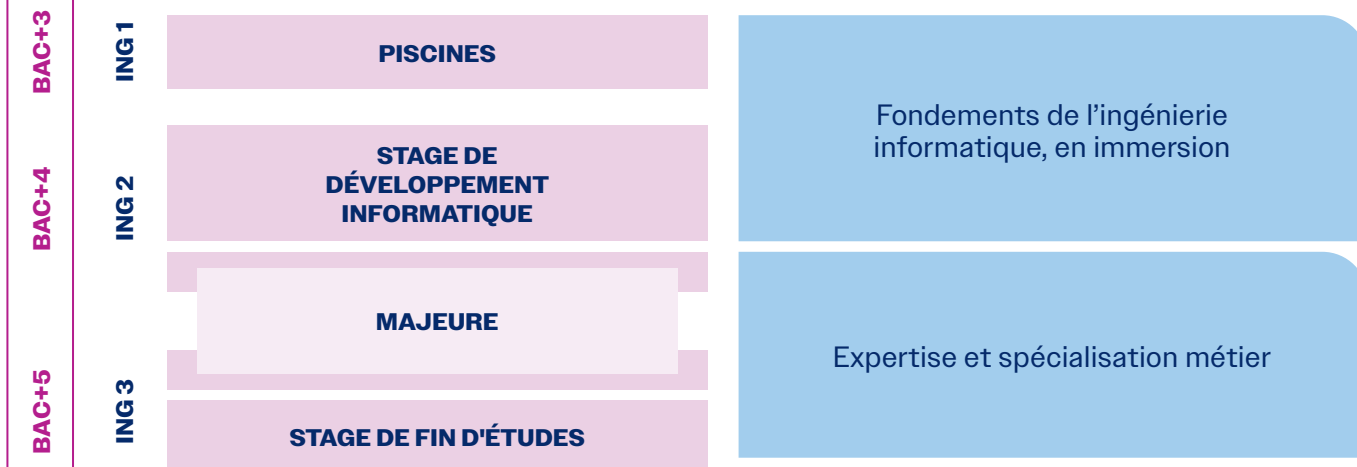 BAC+3
ING 1
PISCINES
Fondements de l’ingénierie
informatique, en immersion
BAC+4
ING 2
STAGE DE
DÉVELOPPEMENT
INFORMATIQUE
MAJEURE
Expertise et spécialisation métier
BAC+5
ING 3
STAGE DE FIN D'ÉTUDES